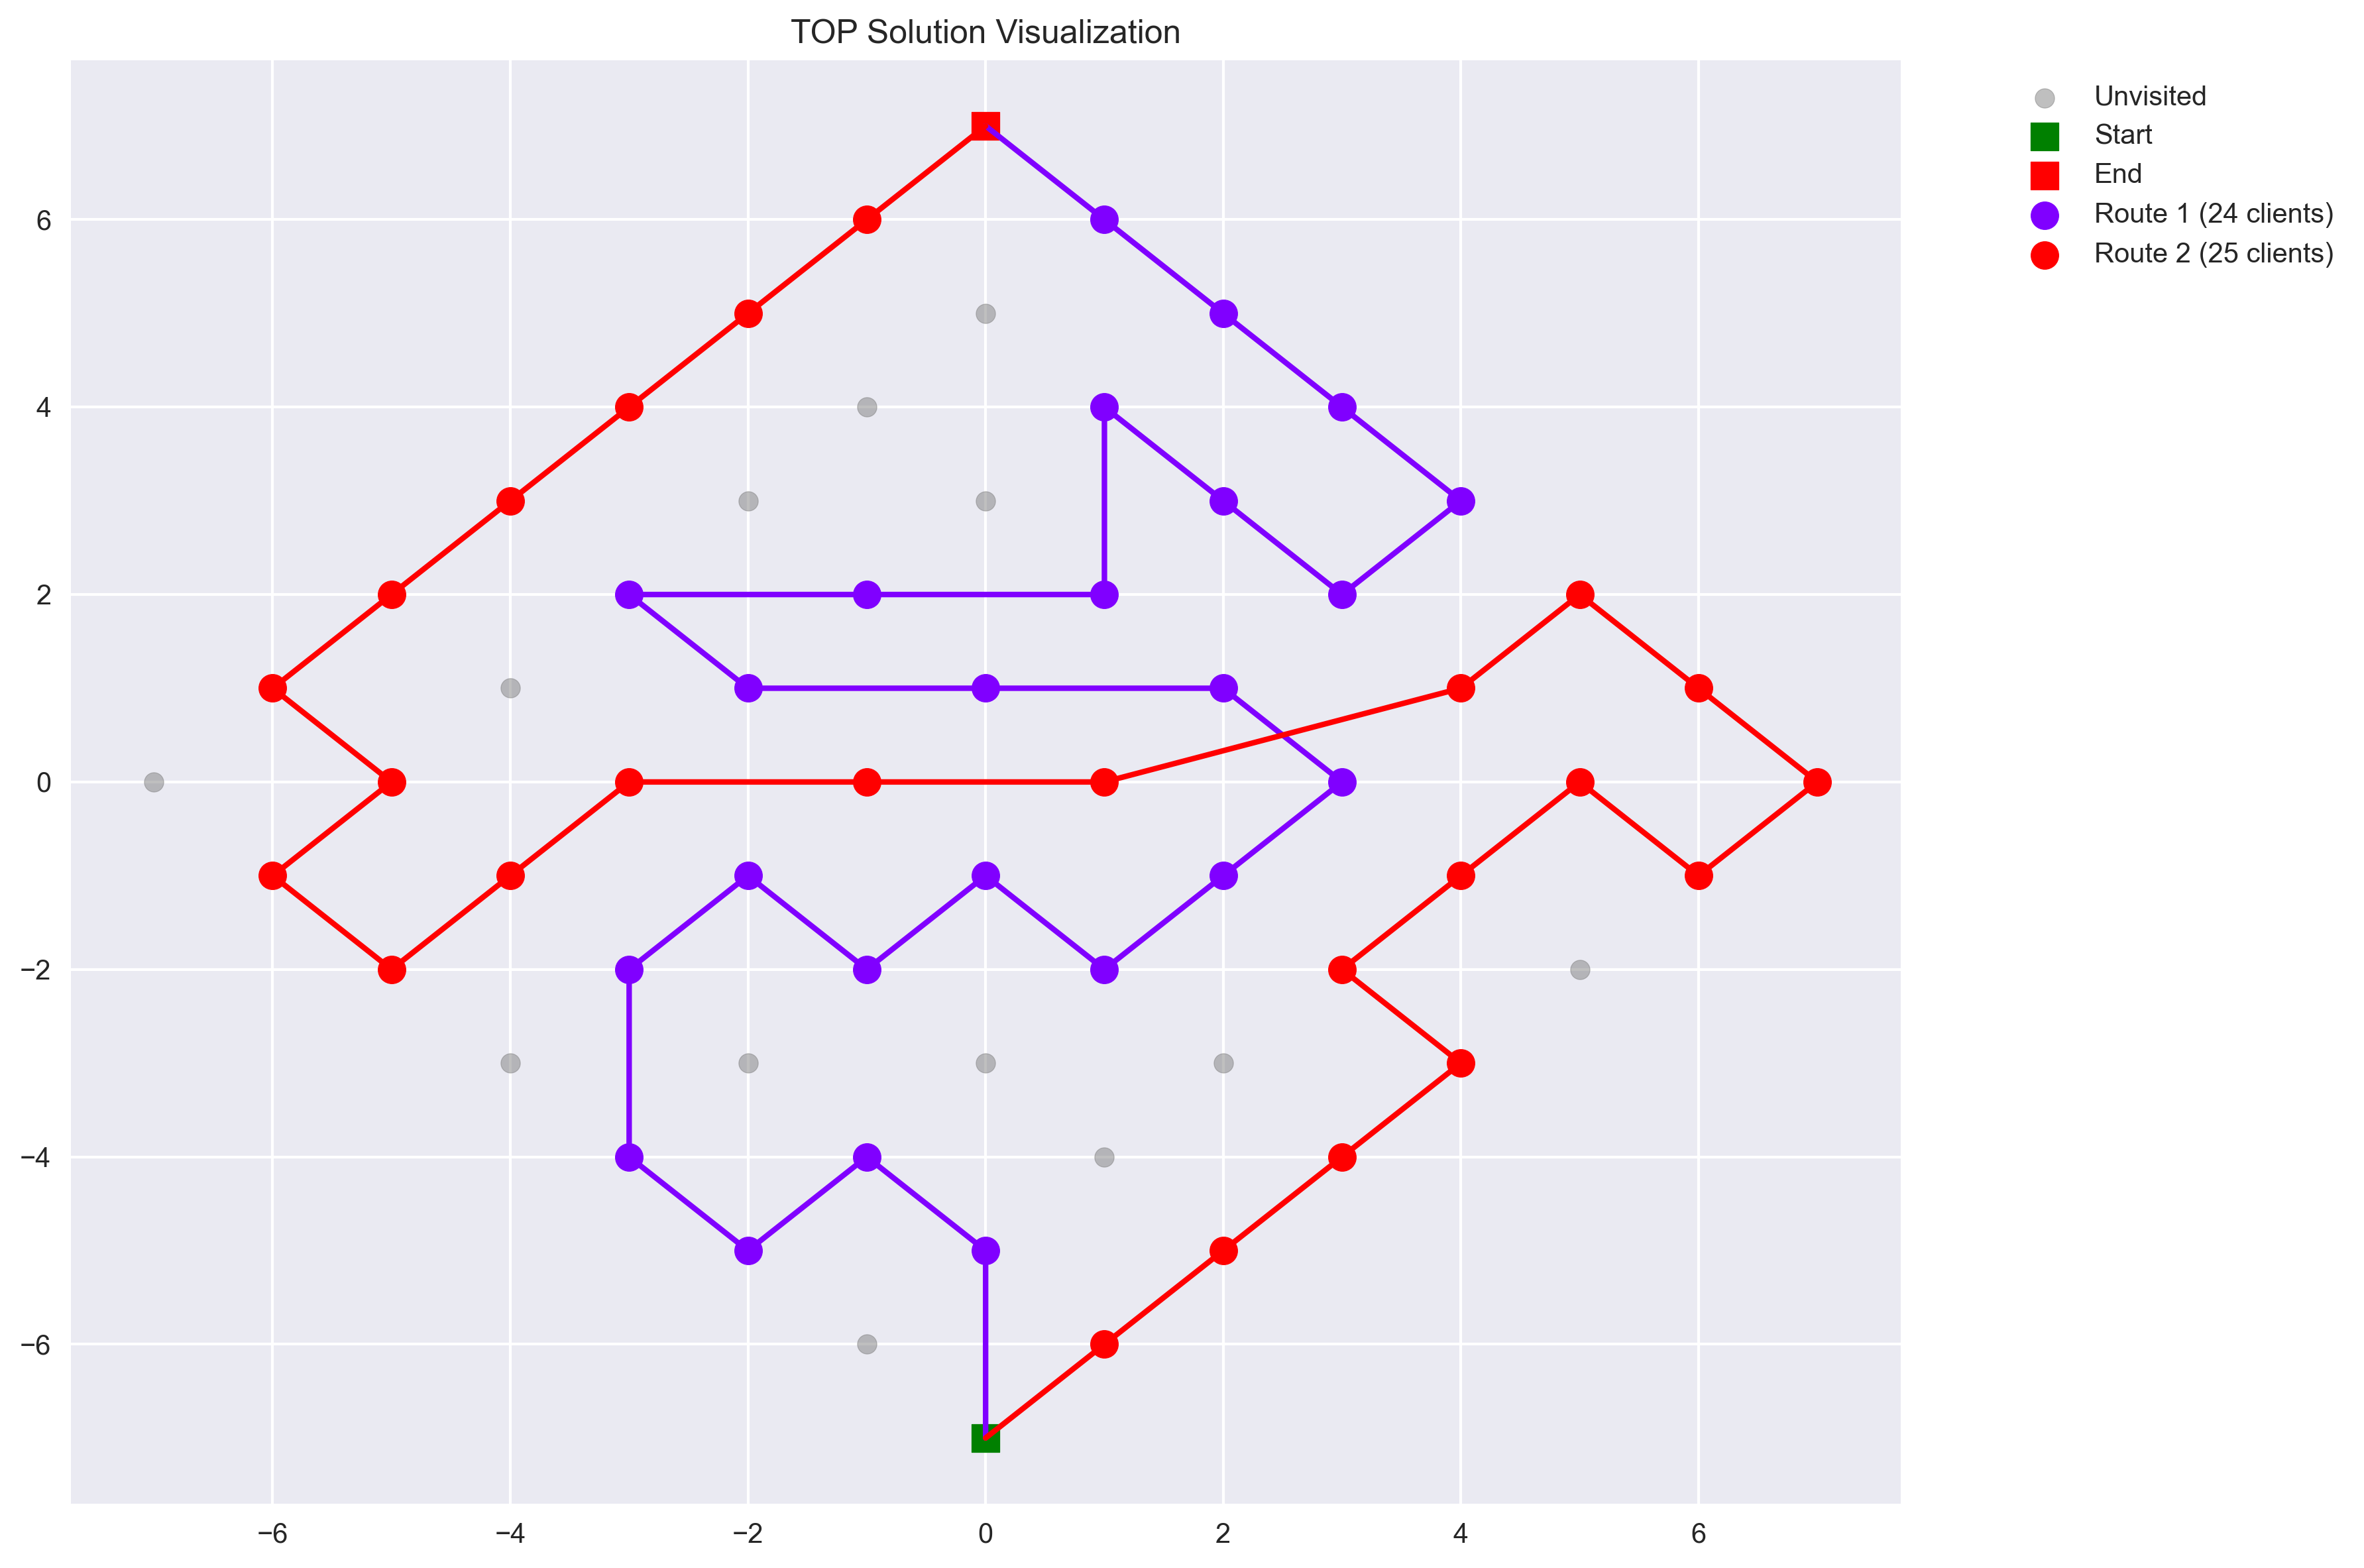 TOP Solution Visualization
Unvisited
Start
End
Route 1 (24 clients)
Route 2 (25 clients)
6
4
2
0
−2
−4
−6
−6 −4 −2 0 2 4 6